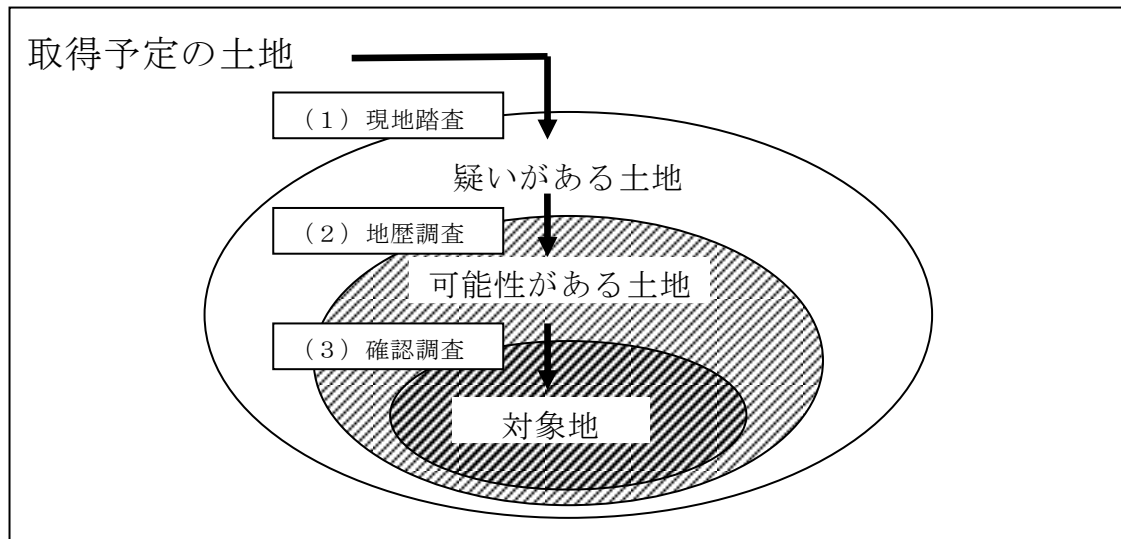 取得予定の土地
(1)現地踏査
疑いがある土地
(2)地歴調査
可能性がある土地
(3)確認調査
対象地